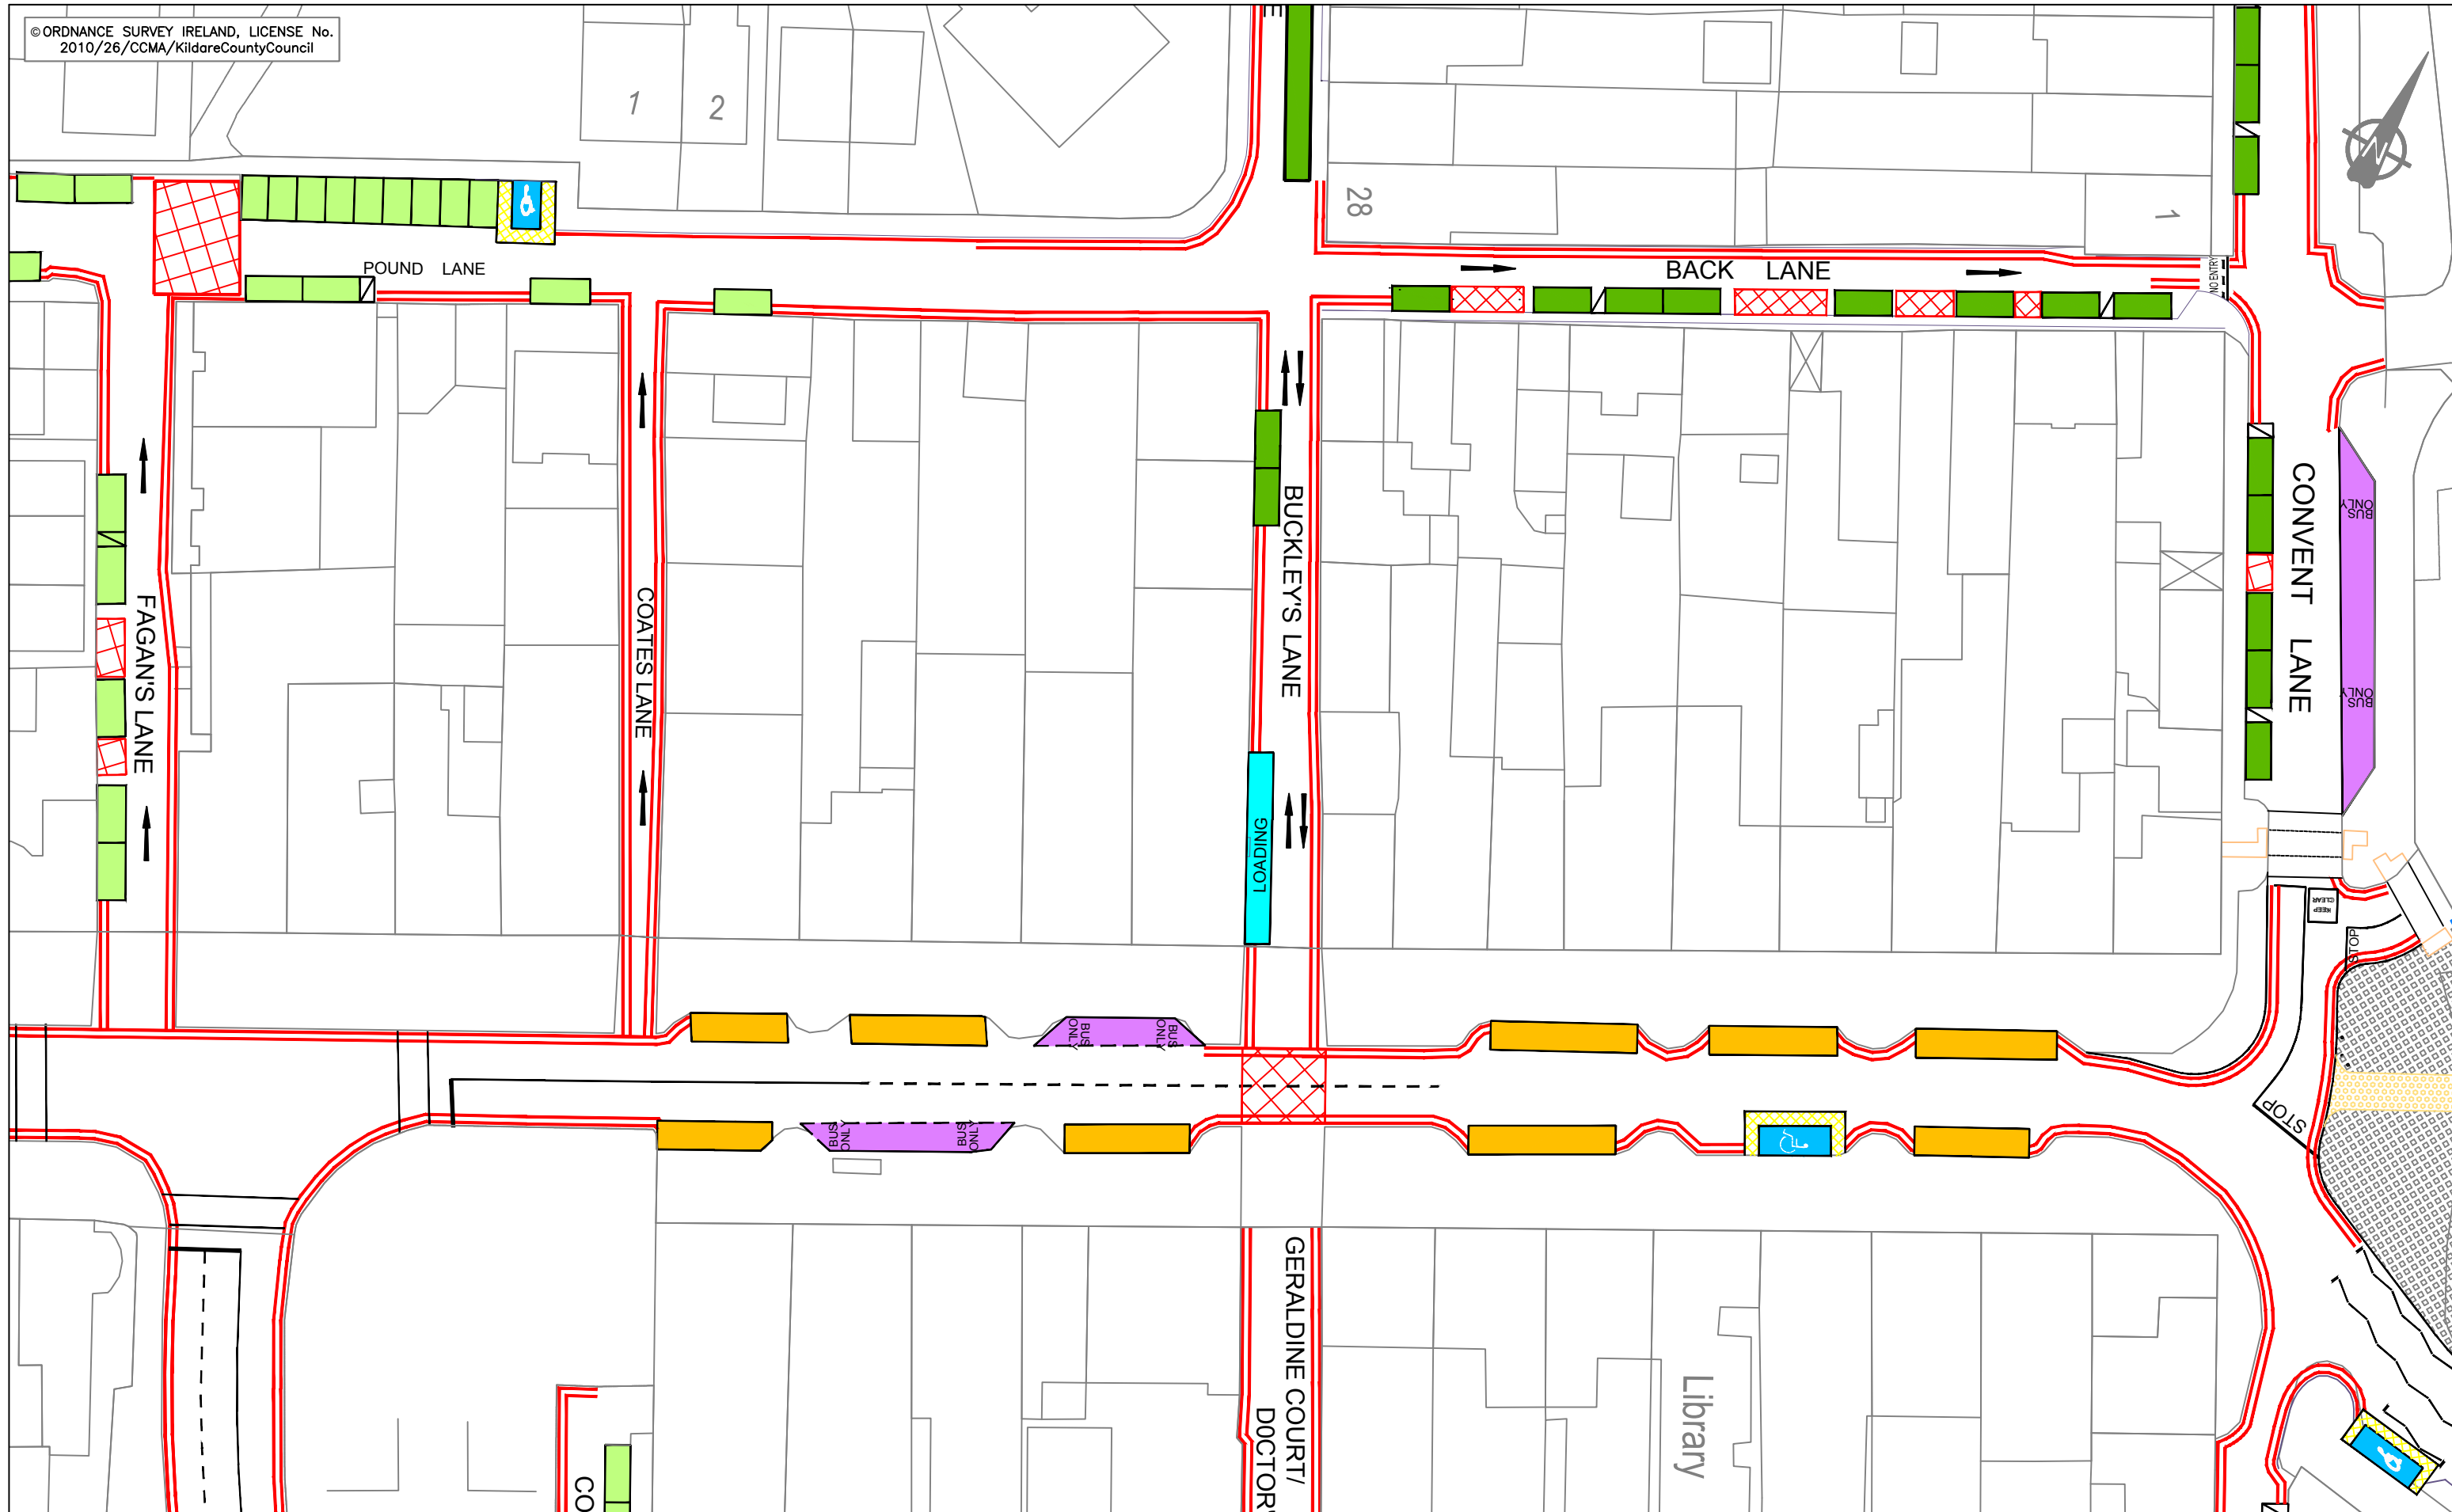 ©ORDNANCE SURVEY IRELAND, LICENSE No.
2010/26/CCMA/KildareCountyCouncil
1
2
28
1
POUND LANE
BACK LANE
NO ENTRY
FAGAN'S LANE
COATES LANE
BUCKLEY'S LANE
LOADING
CONVENT LANE
BUS
ONLY
BUS
ONLY
KEEP
CLEAR
STOP
STOP
BUS
ONLY
BUS
ONLY
BUS
ONLY
BUS
ONLY
GERALDINE COURT/
DOCTOR'
Library
CO
N